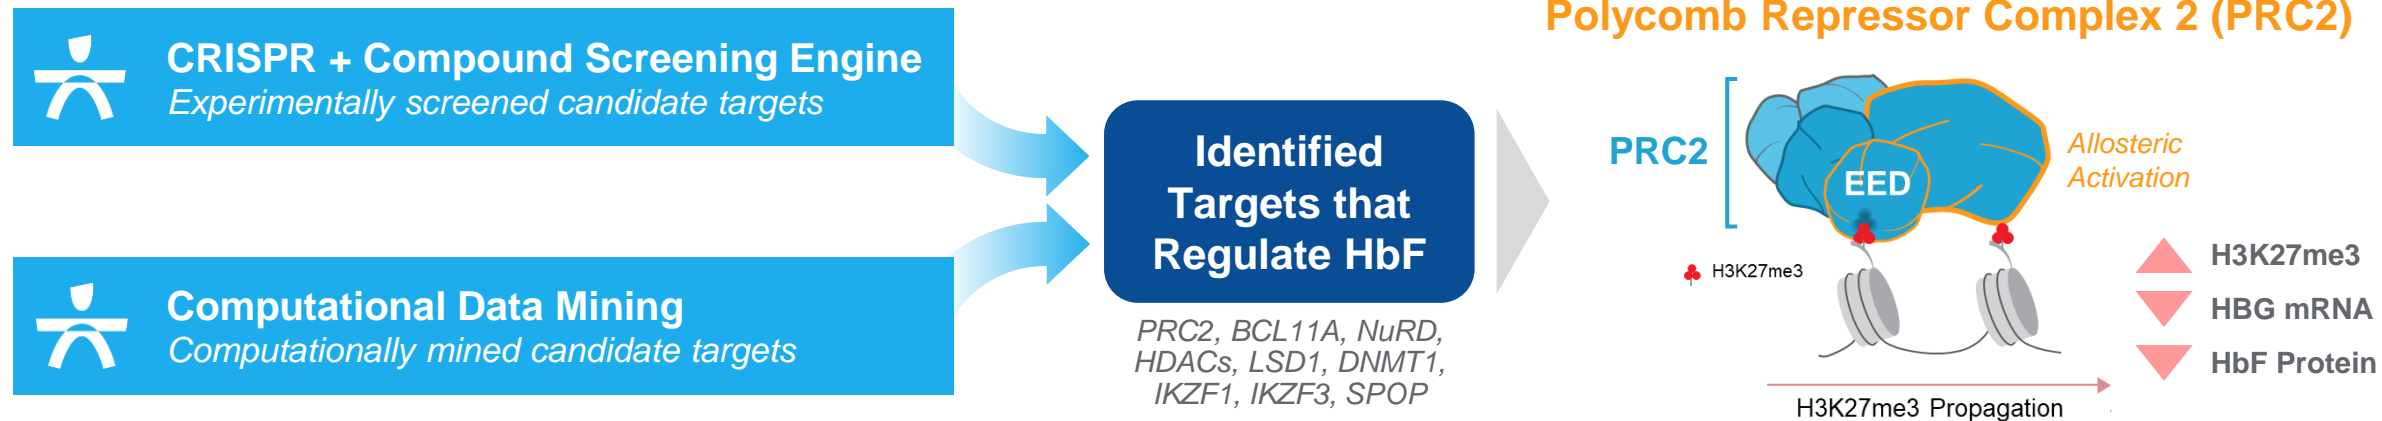 CRISPR + Compound Screening Engine
Experimentally screened candidate targets
Computational Data Mining
Computationally mined candidate targets
Identified
Targets that
Regulate HbF
PRC2, BCL11A, NuRD,
HDACs, LSD1, DNMT1,
IKZF1, IKZF3, SPOP
Polycomb Repressor Complex 2 (PRC2)
PRC2
EED
Allosteric
Activation
H3K27me3
H3K27me3
HBG mRNA
HbF Protein
H3K27me3 Propagation